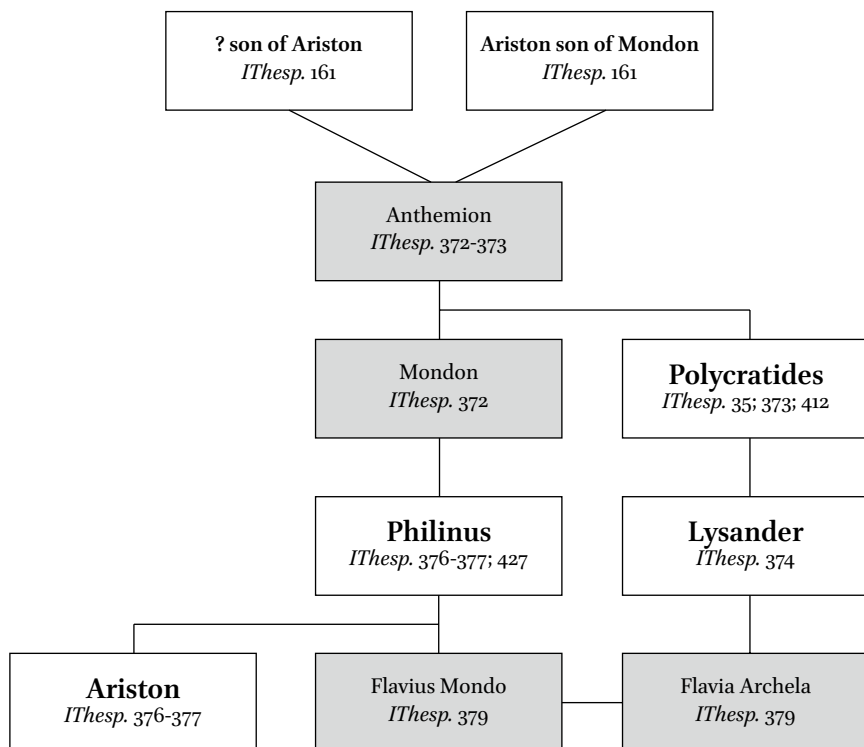 ? son of Ariston
IThesp. 161
Ariston son of Mondon
IThesp. 161
Anthemion
IThesp. 372-373
Mondon
IThesp. 372
Polycratides
IThesp. 35; 373; 412
Philinus
IThesp. 376-377; 427
Lysander
IThesp. 374
Ariston
IThesp. 376-377
Flavius Mondo
IThesp. 379
Flavia Archela
IThesp. 379